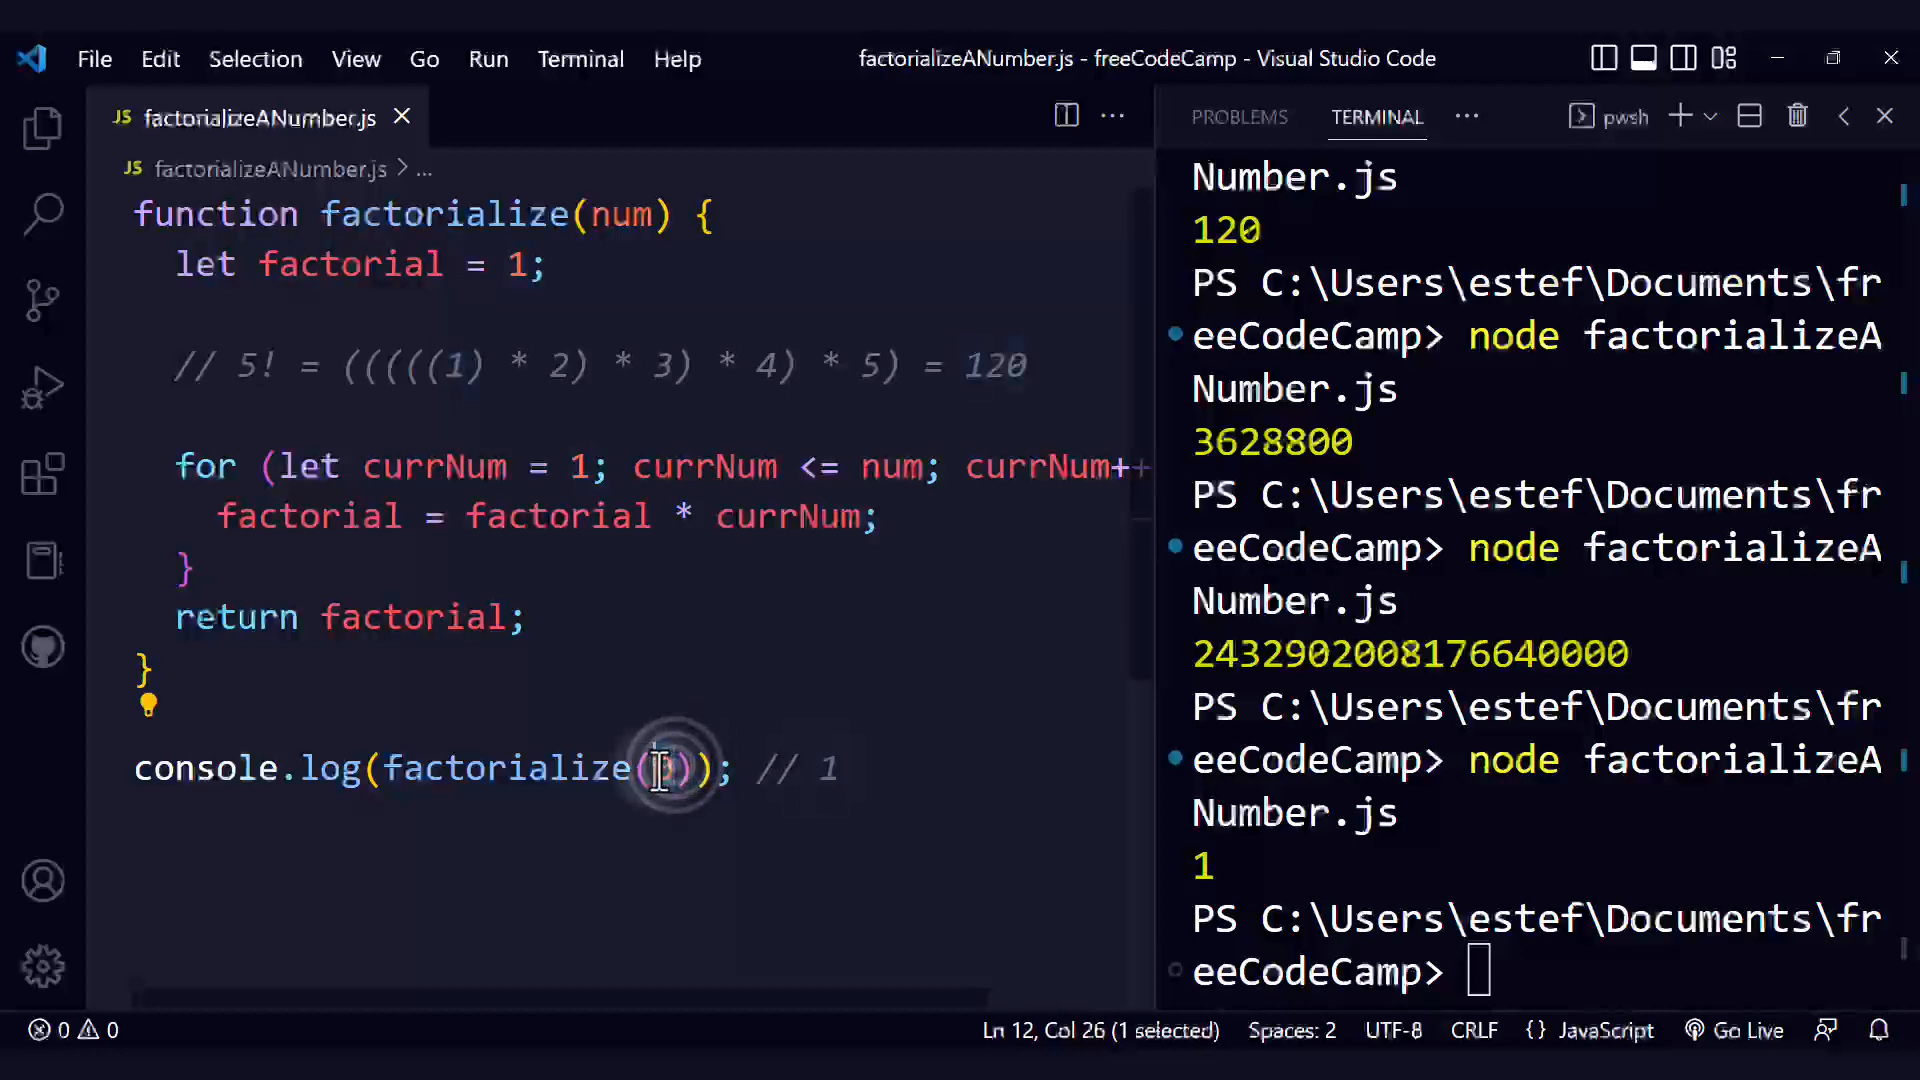 File Edit Selection View Go Run Terminal Help
factorializeANumber.js - freeCodeCamp - Visual Studio Code
JS factorializeANumber.js
JS factorializeANumber.js > ...
function factorialize(num) {
let factorial = 1;
// 5! = (((((1) * 2) * 3) * 4) * 5) = 120
for (let currNum = 1; currNum <= num; currNum++
factorial = factorial * currNum;
}
return factorial;
}
console.log(factorialize( )); // 1
PROBLEMS TERMINAL ... pwsh
Number.js
120
PS C:\Users\estef\Documents\fr
eeCodeCamp> node factorializeA
Number.js
3628800
PS C:\Users\estef\Documents\fr
eeCodeCamp> node factorializeA
Number.js
2432902008176640000
PS C:\Users\estef\Documents\fr
eeCodeCamp> node factorializeA
Number.js
1
PS C:\Users\estef\Documents\fr
eeCodeCamp>
0 0
Ln 12, Col 26 (1 selected) Spaces: 2 UTF-8 CRLF {} JavaScript Go Live